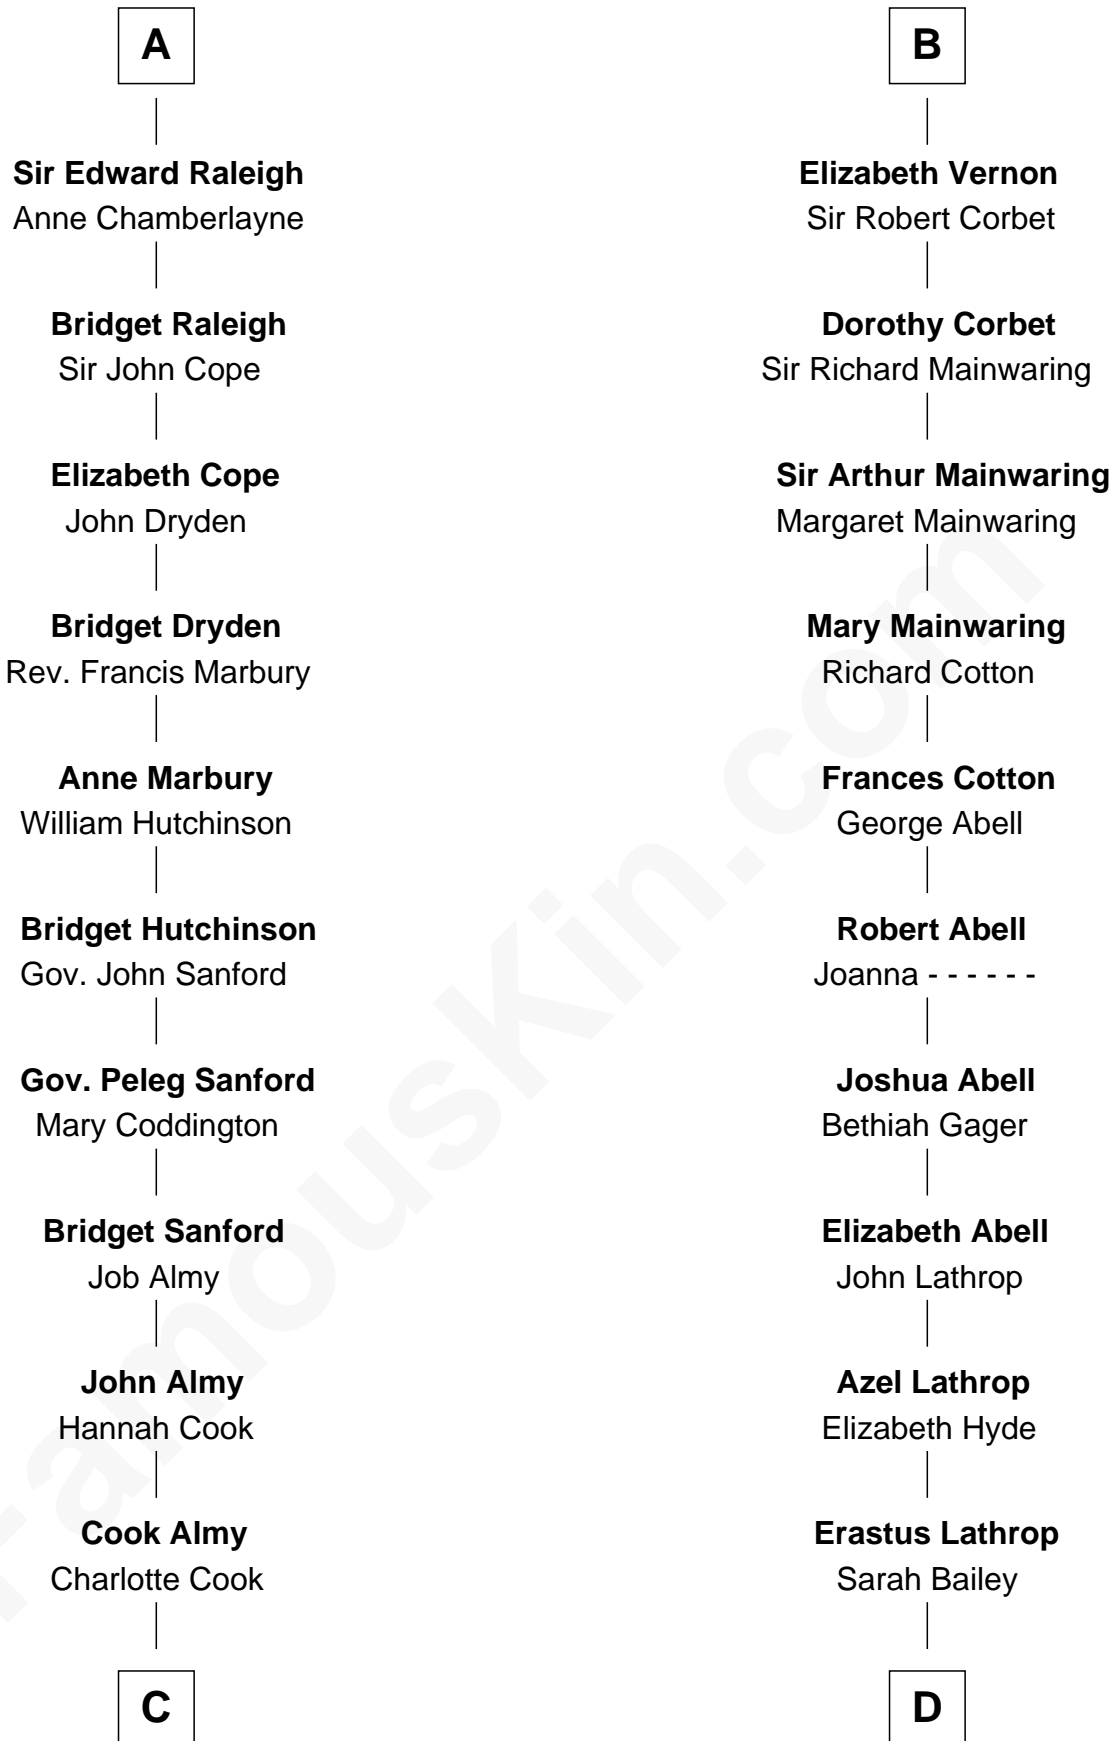 A
Sir Edward Raleigh
Anne Chamberlayne
Bridget Raleigh
Sir John Cope
Elizabeth Cope
John Dryden
Bridget Dryden
Rev. Francis Marbury
Anne Marbury
William Hutchinson
Bridget Hutchinson
Gov. John Sanford
Gov. Peleg Sanford
Mary Coddington
Bridget Sanford
Job Almy
John Almy
Hannah Cook
Cook Almy
Charlotte Cook
C
B
Elizabeth Vernon
Sir Robert Corbet
Dorothy Corbet
Sir Richard Mainwaring
Sir Arthur Mainwaring
Margaret Mainwaring
Mary Mainwaring
Richard Cotton
Frances Cotton
George Abell
Robert Abell
Joanna - - - - - -
Joshua Abell
Bethiah Gager
Elizabeth Abell
John Lathrop
Azel Lathrop
Elizabeth Hyde
Erastus Lathrop
Sarah Bailey
D
FamousKin.com